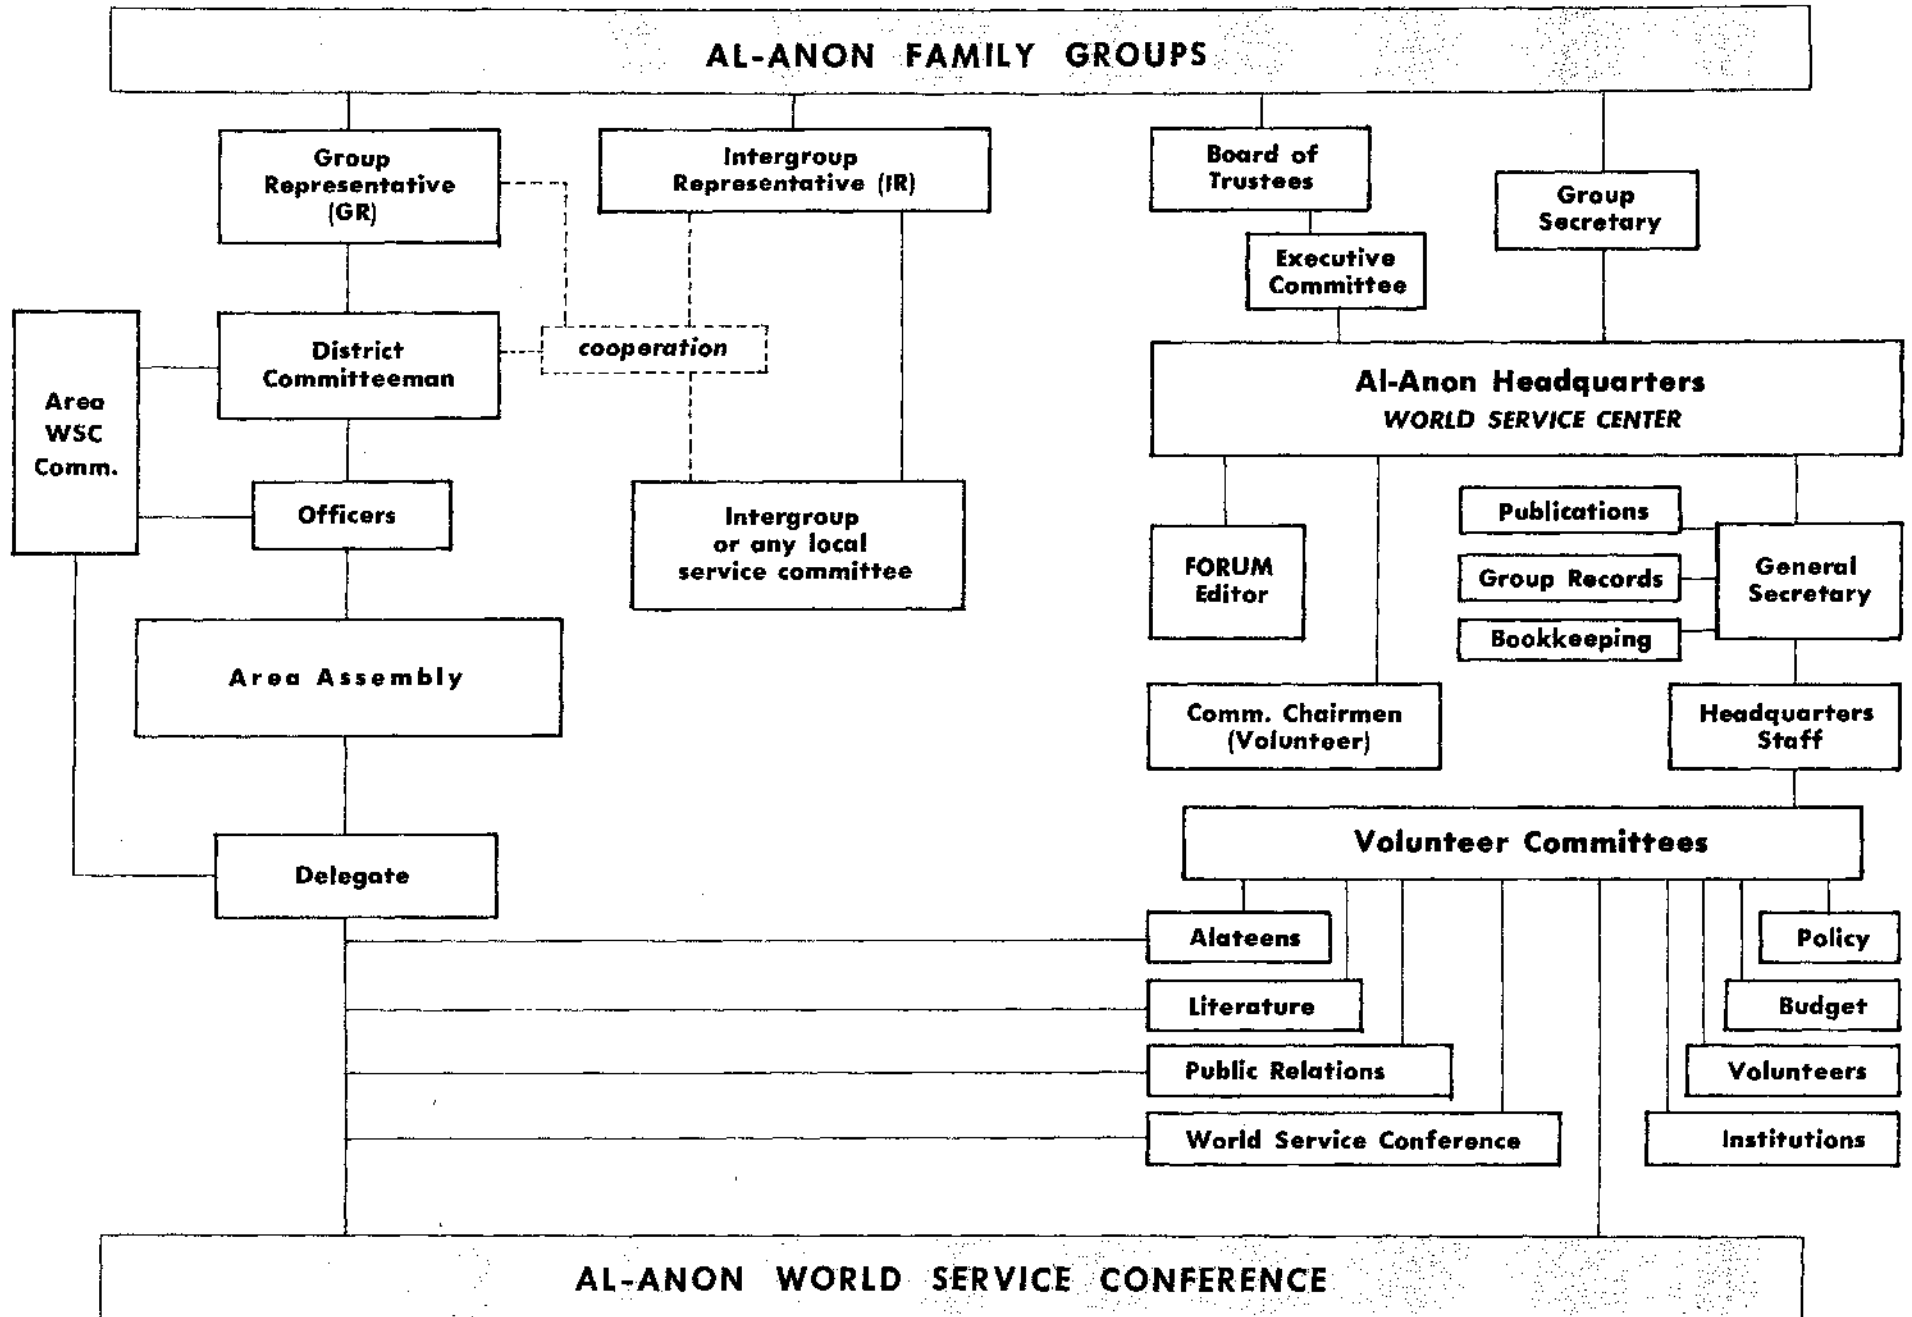 AL-ANON FAMILY GROUPS
Group
Representative
(GR)
Intergroup
Representative (IR)
Board of
Trustees
Group
Secretary
Executive
Committee
Area
WSC
Comm.
District
Committeeman
cooperation
Al-Anon Headquarters
WORLD SERVICE CENTER
Officers
Intergroup
or any local
service committee
FORUM
Editor
Publications
Group Records
Bookkeeping
General
Secretary
Area Assembly
Comm. Chairmen
(Volunteer)
Headquarters
Staff
Delegate
Volunteer Committees
Alateens
Policy
Literature
Budget
Public Relations
Volunteers
World Service Conference
Institutions
AL-ANON WORLD SERVICE CONFERENCE